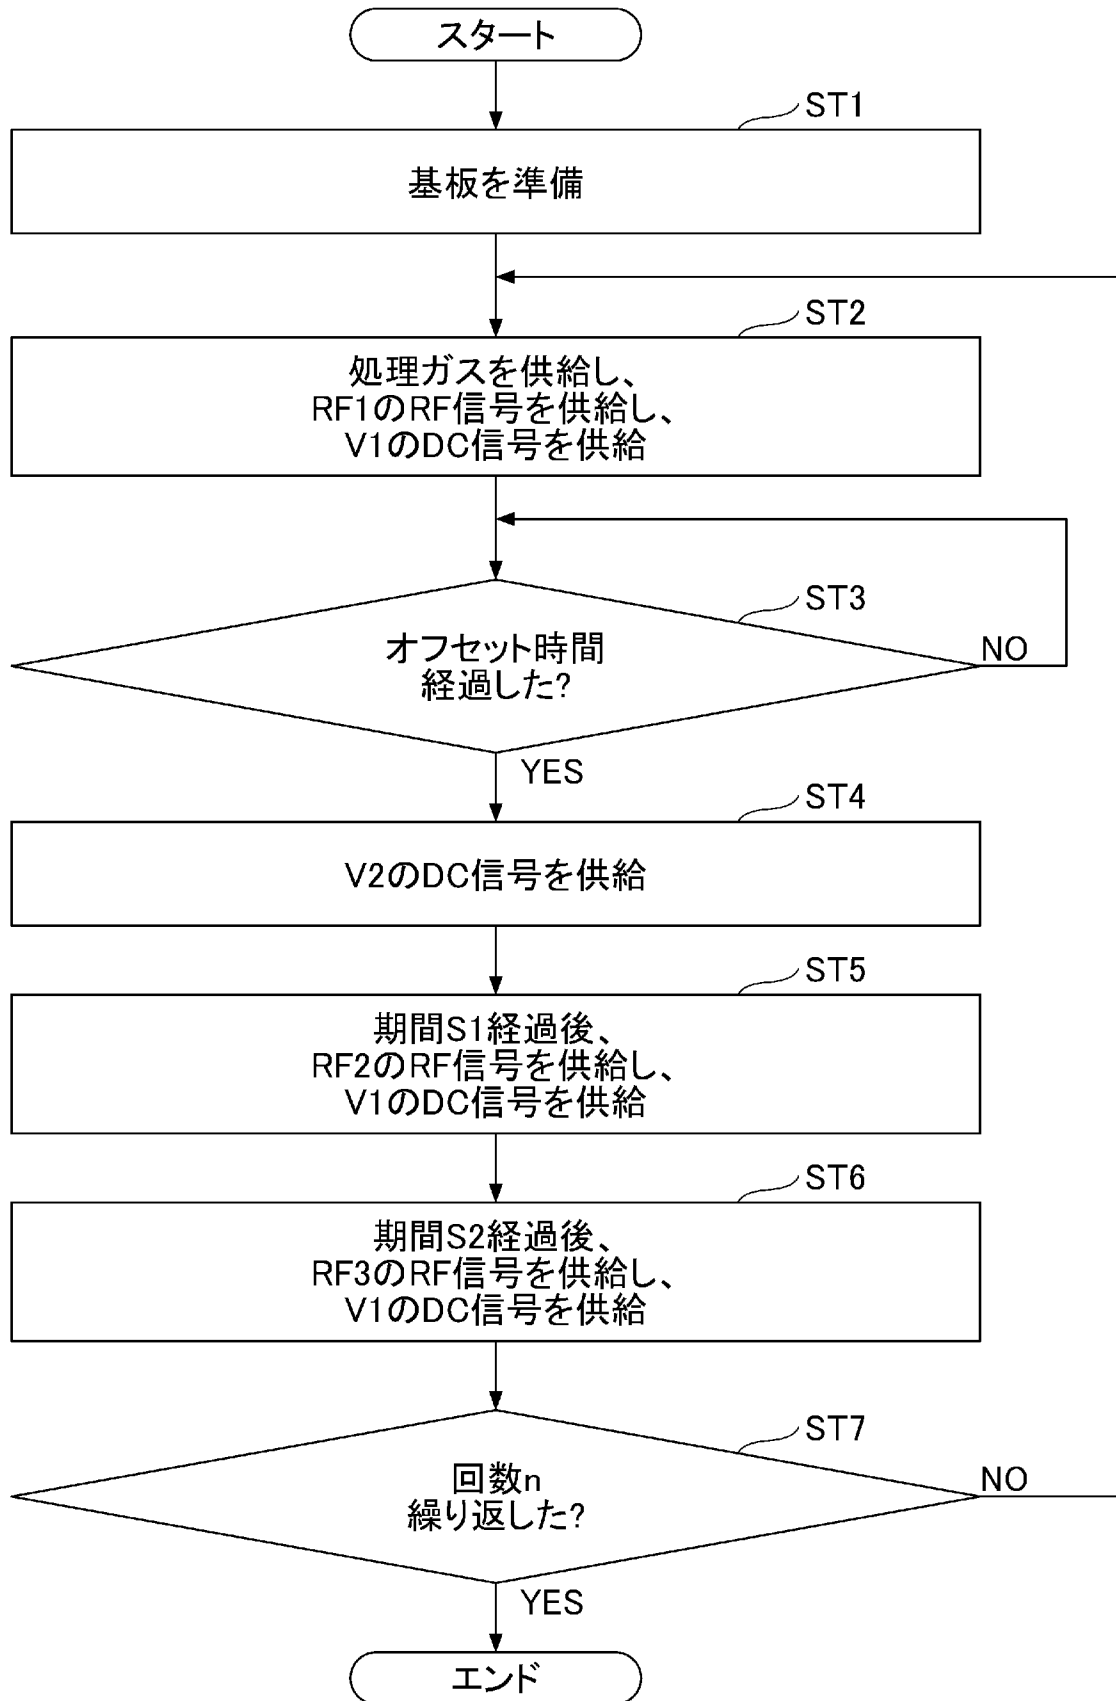 スタート
ST1
基板を準備
ST2
処理ガスを供給し、
RF1のRF信号を供給し、
V1のDC信号を供給
ST3
オフセット時間
経過した?
NO
YES
ST4
V2のDC信号を供給
ST5
期間S1経過後、
RF2のRF信号を供給し、
V1のDC信号を供給
ST6
期間S2経過後、
RF3のRF信号を供給し、
V1のDC信号を供給
ST7
回数n
繰り返した?
NO
YES
エンド